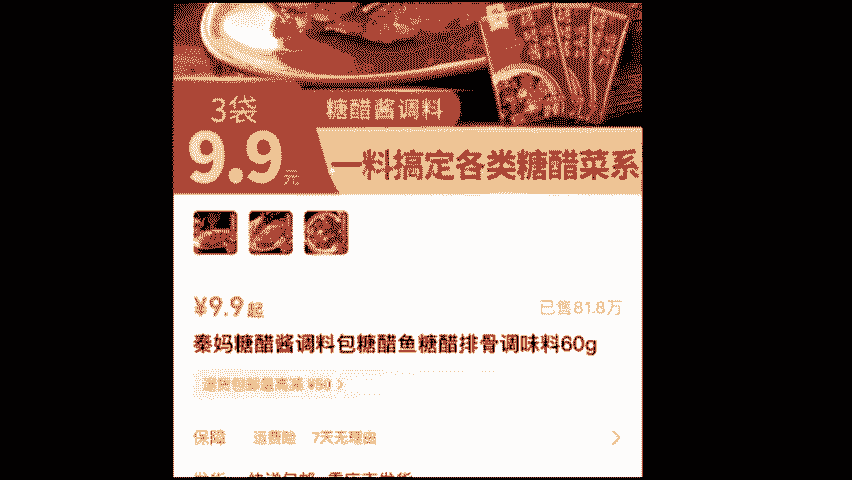 3袋
糖醋酱调料
9.9元
一料搞定各类糖醋菜系
¥9.9起
已售81.8万
秦妈糖醋酱调料包糖醋鱼糖醋排骨调味料60g
保障 退货险 7天无理由